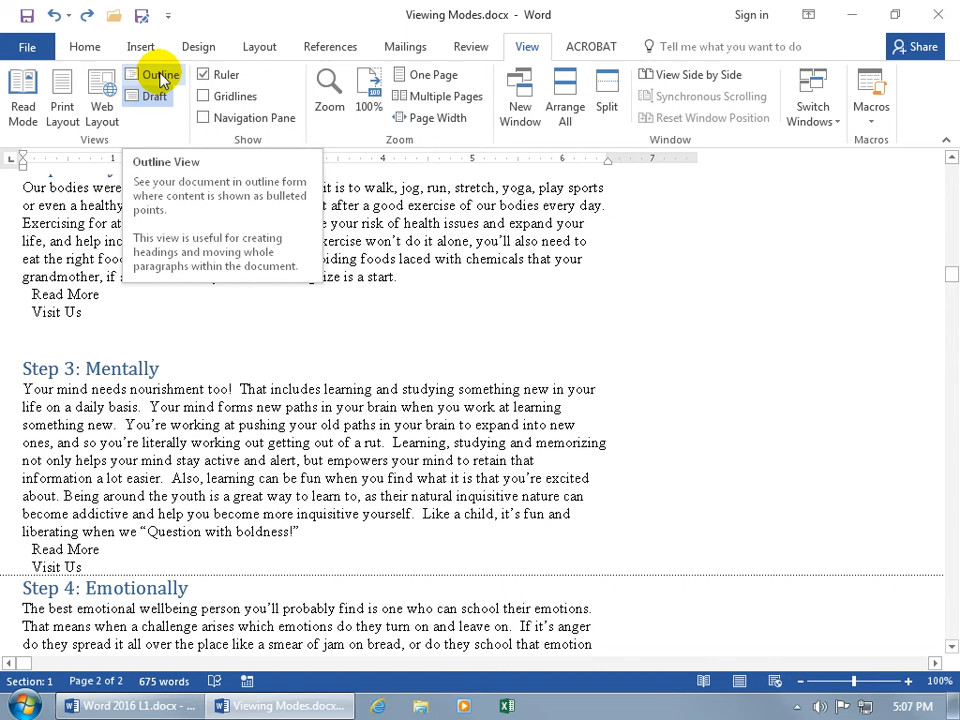 Viewing Modes.docx - Word
Sign in
File
Home
Insert
Design
Layout
References
Mailings
Review
View
ACROBAT
Tell me what you want to do
Share
Read Mode
Print Layout
Web Layout
Outline
Draft
Views
Ruler
Gridlines
Navigation Pane
Show
Zoom
100%
One Page
Multiple Pages
Page Width
Zoom
New Window
Arrange All
Split
View Side by Side
Synchronous Scrolling
Reset Window Position
Window
Switch Windows
Macros
Macros
1
4
5
6
7
Outline View
See your document in outline form
where content is shown as bulleted
points.
This view is useful for creating
headings and moving whole
paragraphs within the document.
Our bodies were it is to walk, jog, run, stretch, yoga, play sports
or even a healthy t after a good exercise of our bodies every day.
Exercising for at e your risk of health issues and expand your
life, and help inc ercise won't do it alone, you'll also need to
eat the right food iding foods laced with chemicals that your
grandmother, if s ize is a start.
Read More
Visit Us
Step 3: Mentally
Your mind needs nourishment too! That includes learning and studying something new in your
life on a daily basis. Your mind forms new paths in your brain when you work at learning
something new. You're working at pushing your old paths in your brain to expand into new
ones, and so you're literally working out getting out of a rut. Learning, studying and memorizing
not only helps your mind stay active and alert, but empowers your mind to retain that
information a lot easier. Also, learning can be fun when you find what it is that you're excited
about. Being around the youth is a great way to learn to, as their natural inquisitive nature can
become addictive and help you become more inquisitive yourself. Like a child, it's fun and
liberating when we “Question with boldness!”
Read More
Visit Us
Step 4: Emotionally
The best emotional wellbeing person you'll probably find is one who can school their emotions.
That means when a challenge arises which emotions do they turn on and leave on. If it's anger
do they spread it all over the place like a smear of jam on bread, or do they school that emotion
Section: 1
Page 2 of 2
675 words
100%
Word 2016 L1.docx - ...
Viewing Modes.docx...
5:07 PM